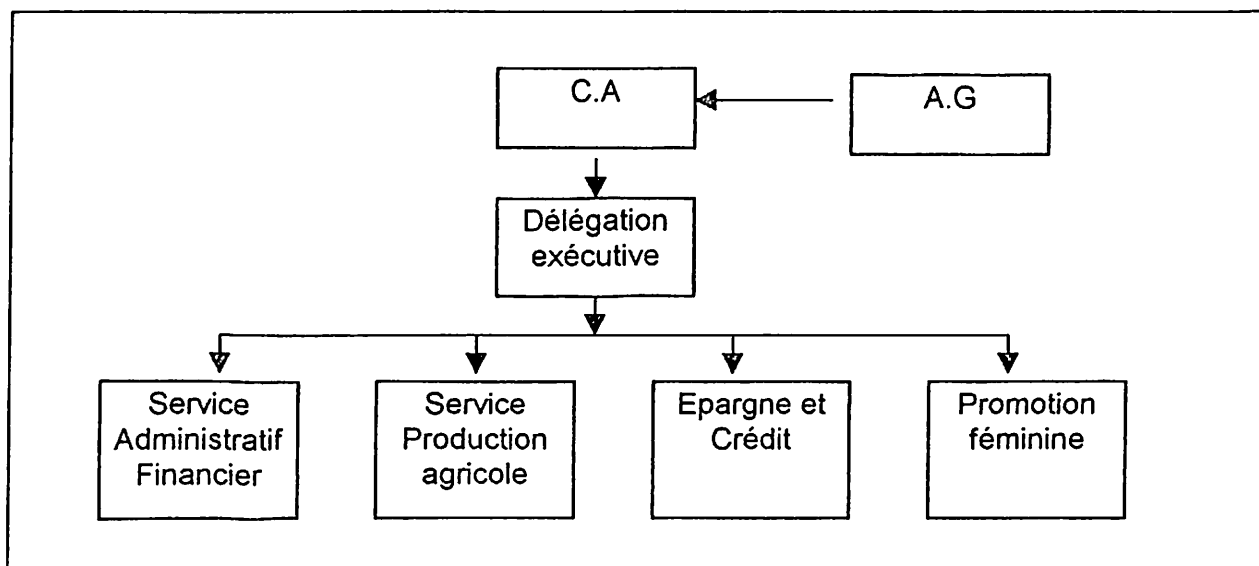 C.A
A.G
Délégation
exécutive
Service
Administratif
Financier
Service
Production
agricole
Epargne et
Crédit
Promotion
féminine